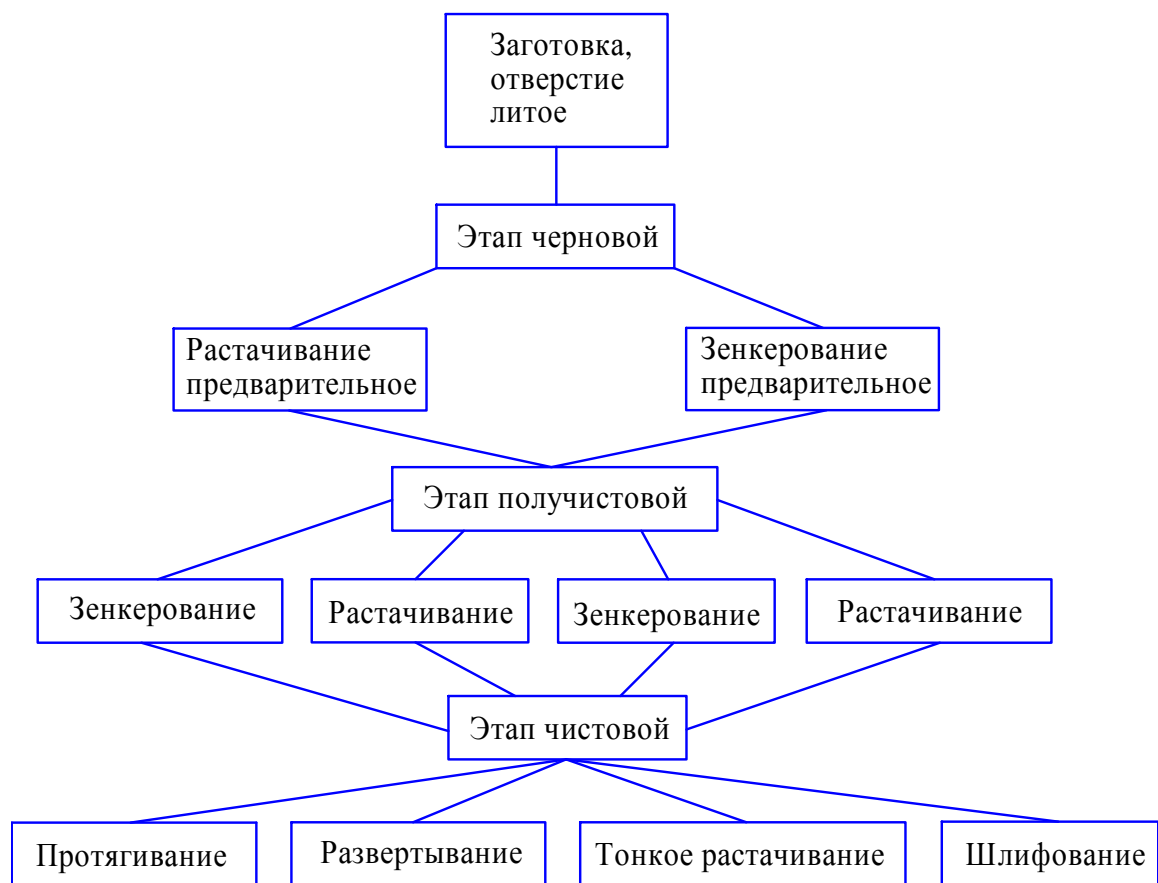 Заготовка,
отверстие
литое
Этап черновой
Растачивание
предварительное
Зенкерование
предварительное
Этап получистовой
Зенкерование
Растачивание
Зенкерование
Растачивание
Этап чистовой
Протягивание
Развертывание
Тонкое растачивание
Шлифование